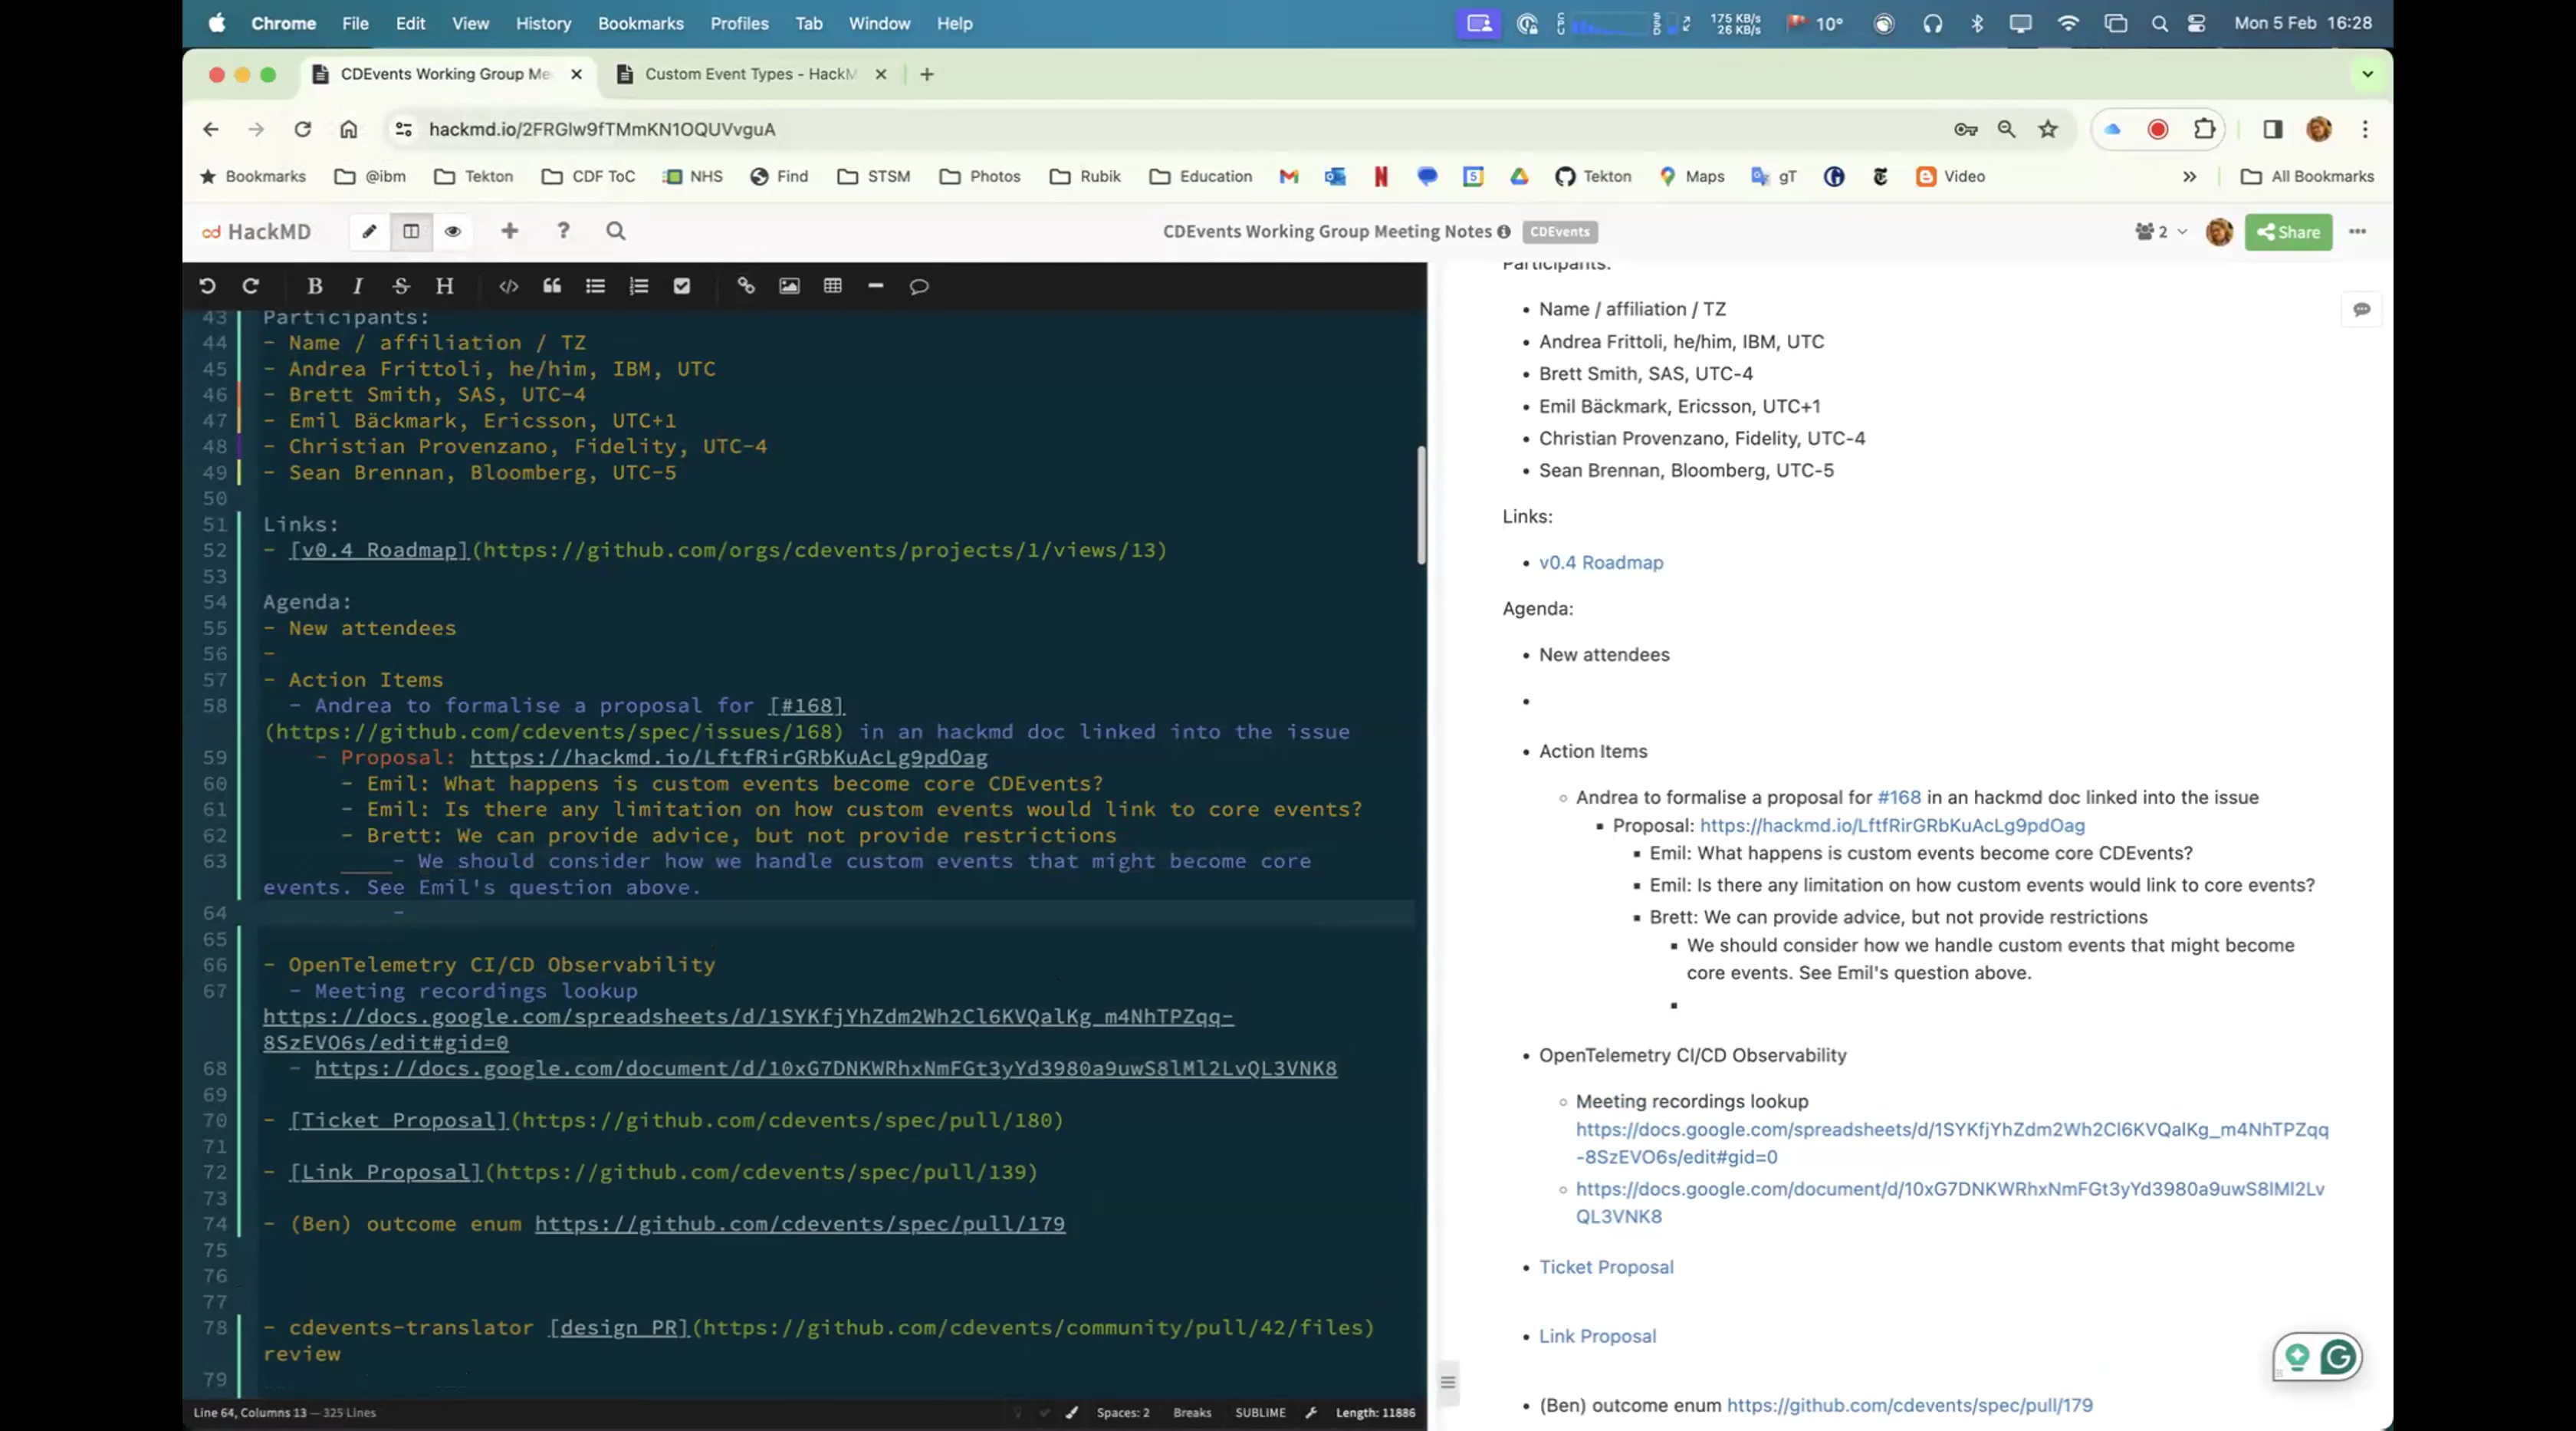 Chrome File Edit View History Bookmarks Profiles Tab Window Help 175 KB/s 26 KB/s 10° Mon 5 Feb 16:28
CDEvents Working Group Me Custom Event Types - HackM
hackmd.io/2FRGlw9fTMmKN1OQUVvguA
Bookmarks @ibm Tekton CDF ToC NHS Find STSM Photos Rubik Education Tekton Maps gT Video All Bookmarks
HackMD CDEvents Working Group Meeting Notes CDEvents 2 Share
43 Participants:
44 - Name / affiliation / TZ
45 - Andrea Frittoli, he/him, IBM, UTC
46 - Brett Smith, SAS, UTC-4
47 - Emil Bäckmark, Ericsson, UTC+1
48 - Christian Provenzano, Fidelity, UTC-4
49 - Sean Brennan, Bloomberg, UTC-5
50
51 Links:
52 - [v0.4 Roadmap](https://github.com/orgs/cdevents/projects/1/views/13)
53
54 Agenda:
55 - New attendees
56 -
57 - Action Items
58 - Andrea to formalise a proposal for [#168]
(https://github.com/cdevents/spec/issues/168) in an hackmd doc linked into the issue
59 - Proposal: https://hackmd.io/LftfRirGRbKuAcLg9pdOag
60 - Emil: What happens is custom events become core CDEvents?
61 - Emil: Is there any limitation on how custom events would link to core events?
62 - Brett: We can provide advice, but not provide restrictions
63 - We should consider how we handle custom events that might become core
events. See Emil's question above.
64 -
65
66 - OpenTelemetry CI/CD Observability
67 - Meeting recordings lookup
https://docs.google.com/spreadsheets/d/1SYKfjYhZdm2Wh2Cl6KVQalKg_m4NhTPZqq-
8SzEVO6s/edit#gid=0
68 - https://docs.google.com/document/d/10xG7DNKWRhxNmFGt3yYd3980a9uwS8lMl2LvQL3VNK8
69
70 - [Ticket Proposal](https://github.com/cdevents/spec/pull/180)
71
72 - [Link Proposal](https://github.com/cdevents/spec/pull/139)
73
74 - (Ben) outcome enum https://github.com/cdevents/spec/pull/179
75
76
77
78 - cdevents-translator [design PR](https://github.com/cdevents/community/pull/42/files)
review
79
Line 64, Columns 13 — 325 Lines Spaces: 2 Breaks SUBLIME Length: 11886
Participants:
• Name / affiliation / TZ
• Andrea Frittoli, he/him, IBM, UTC
• Brett Smith, SAS, UTC-4
• Emil Bäckmark, Ericsson, UTC+1
• Christian Provenzano, Fidelity, UTC-4
• Sean Brennan, Bloomberg, UTC-5
Links:
• v0.4 Roadmap
Agenda:
• New attendees
•
• Action Items
◦ Andrea to formalise a proposal for #168 in an hackmd doc linked into the issue
▪ Proposal: https://hackmd.io/LftfRirGRbKuAcLg9pdOag
▪ Emil: What happens is custom events become core CDEvents?
▪ Emil: Is there any limitation on how custom events would link to core events?
▪ Brett: We can provide advice, but not provide restrictions
▪ We should consider how we handle custom events that might become
core events. See Emil's question above.
▪
• OpenTelemetry CI/CD Observability
◦ Meeting recordings lookup
https://docs.google.com/spreadsheets/d/1SYKfjYhZdm2Wh2Cl6KVQalKg_m4NhTPZqq
-8SzEVO6s/edit#gid=0
◦ https://docs.google.com/document/d/10xG7DNKWRhxNmFGt3yYd3980a9uwS8lMl2Lv
QL3VNK8
• Ticket Proposal
• Link Proposal
• (Ben) outcome enum https://github.com/cdevents/spec/pull/179